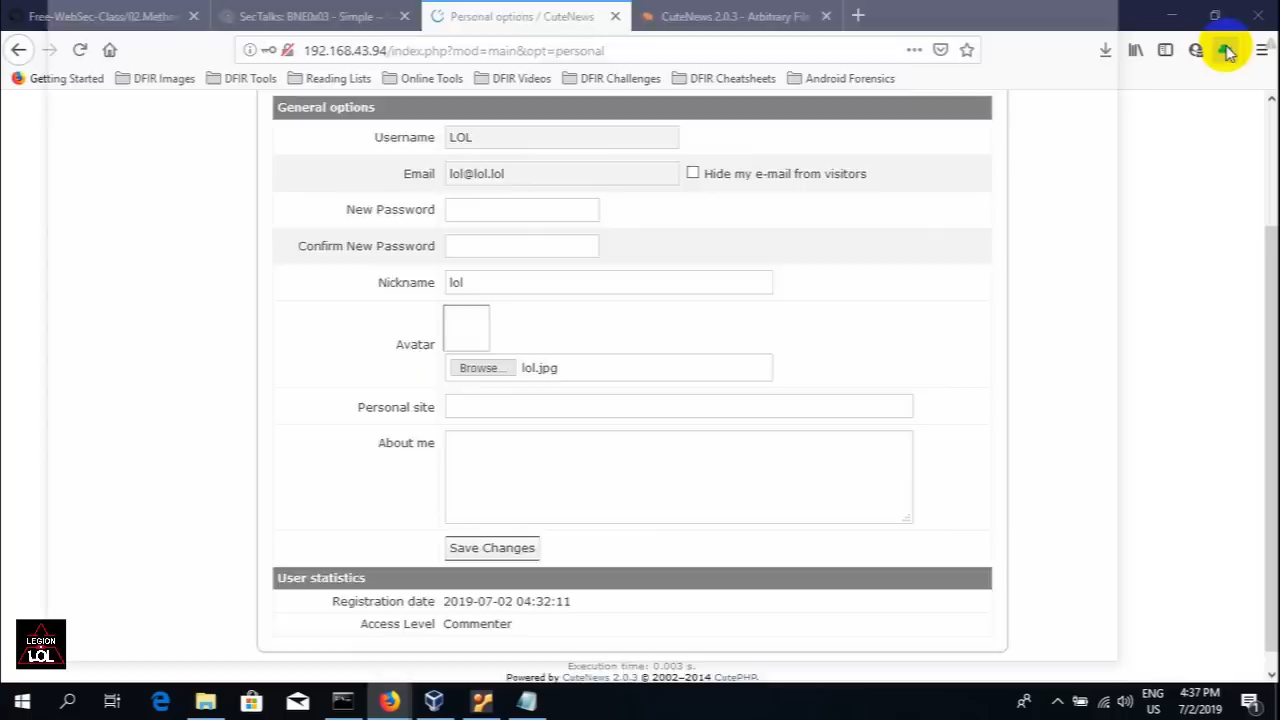 Free-WebSec-Class/02.Metho
SecTalks: BNE0x03 - Simple –
Personal options / CuteNews
CuteNews 2.0.3 - Arbitrary File
192.168.43.94/index.php?mod=main&opt=personal
Getting Started
DFIR Images
DFIR Tools
Reading Lists
Online Tools
DFIR Videos
DFIR Challenges
DFIR Cheatsheets
Android Forensics
General options
Username LOL
Email lol@lol.lol Hide my e-mail from visitors
New Password
Confirm New Password
Nickname lol
Avatar
Browse... lol.jpg
Personal site
About me
Save Changes
User statistics
Registration date 2019-07-02 04:32:11
Access Level Commenter
LEGION
LOL
Execution time: 0.003 s.
Powered by CuteNews 2.0.3 © 2002–2014 CutePHP.
ENG
US
4:37 PM
7/2/2019
1